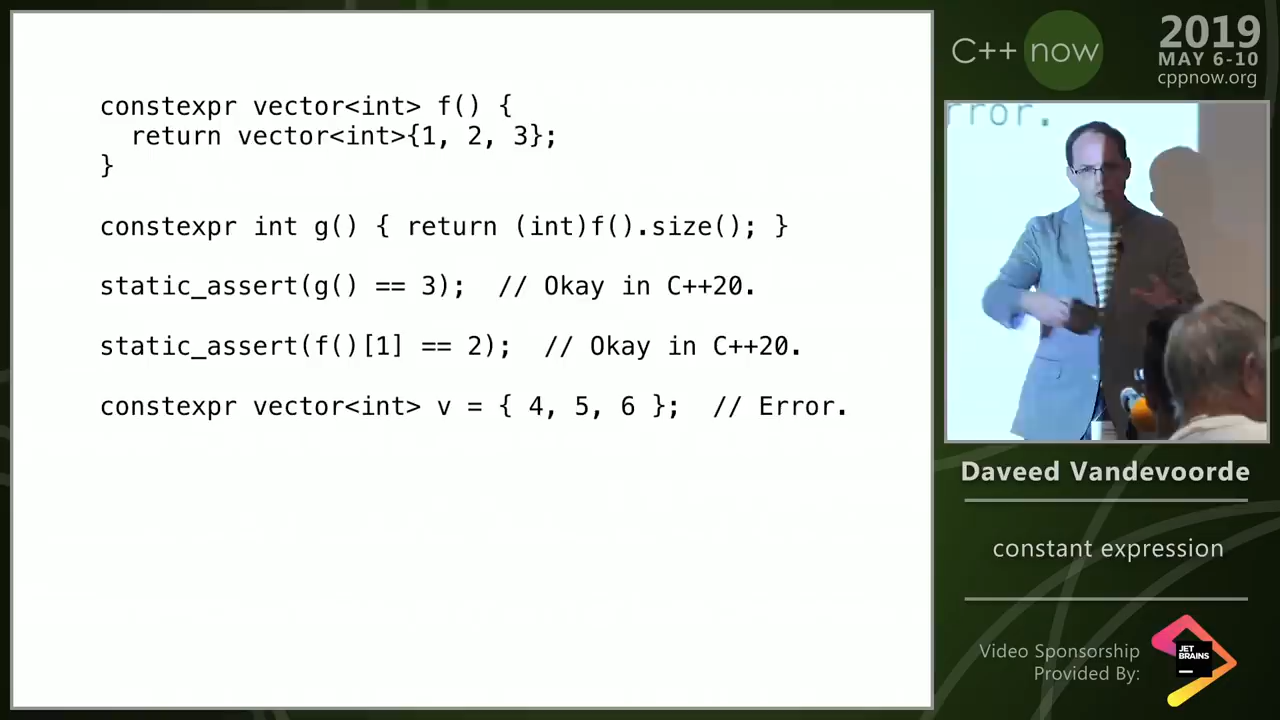 constexpr vector<int> f() {
  return vector<int>{1, 2, 3};
}
constexpr int g() { return (int)f().size(); }
static_assert(g() == 3);  // Okay in C++20.
static_assert(f()[1] == 2);  // Okay in C++20.
constexpr vector<int> v = { 4, 5, 6 };  // Error.
C++ now
2019
MAY 6-10
cppnow.org
rror.
Daveed Vandevoorde
constant expression
Video Sponsorship
Provided By:
JET
BRAINS